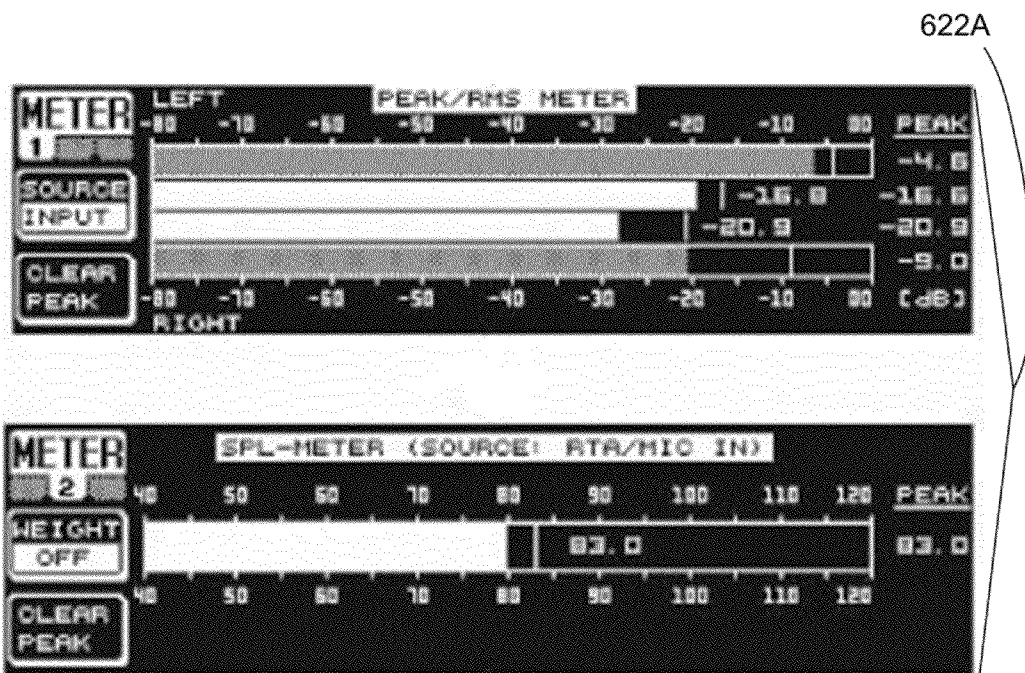 622A
METER
1
SOURCE
INPUT
CLEAR
PEAK
LEFT
PEAK/RMS METER
-80 -70 -60 -50 -40 -30 -20 -10 00 PEAK
-4.6
-16.8 -16.6
-20.9 -20.9
-9.0
-80 -70 -60 -50 -40 -30 -20 -10 00 [dB]
RIGHT
METER
2
WEIGHT
OFF
CLEAR
PEAK
SPL-METER (SOURCE: RTA/MIC IN)
40 50 60 70 80 90 100 110 120 PEAK
83.0 83.0
40 50 60 70 80 90 100 110 120